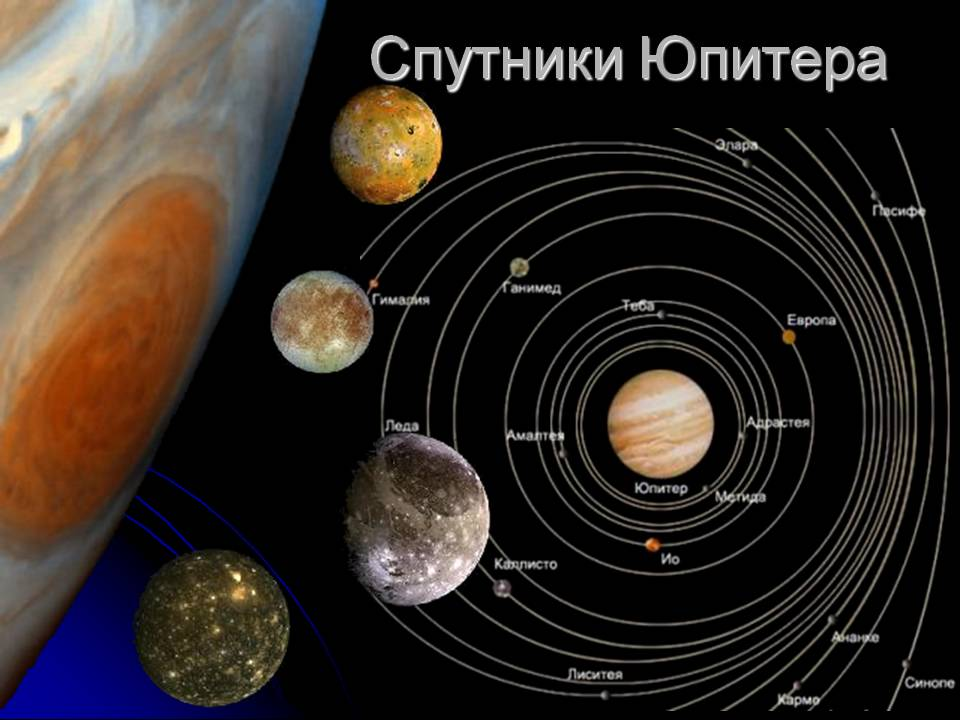 Спутники Юпитера
Элара
Пасифе
Гималия
Ганимед
Теба
Европа
Леда
Амалтея
Адрастея
Юпитер
Метида
Ио
Каллисто
Ананке
Лиситея
Синопе
Карме